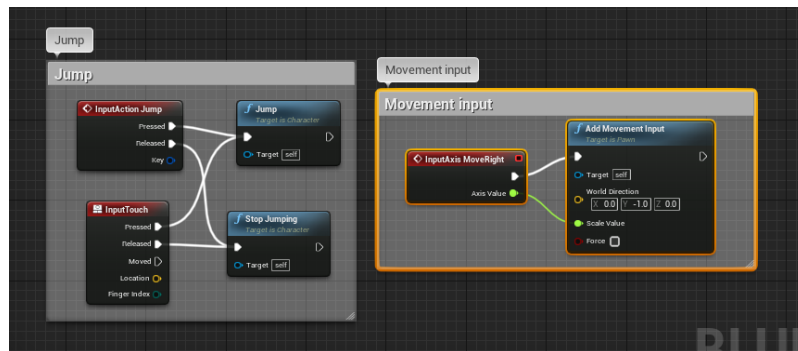 Jump
Jump
InputAction Jump
Pressed
Released
Key
f Jump
Target is Character
Target self
InputTouch
Pressed
Released
Moved
Location
Finger Index
f Stop Jumping
Target is Character
Target self
Movement input
Movement input
InputAxis MoveRight
Axis Value
f Add Movement Input
Target is Pawn
Target self
World Direction
X 0.0 Y -1.0 Z 0.0
Scale Value
Force